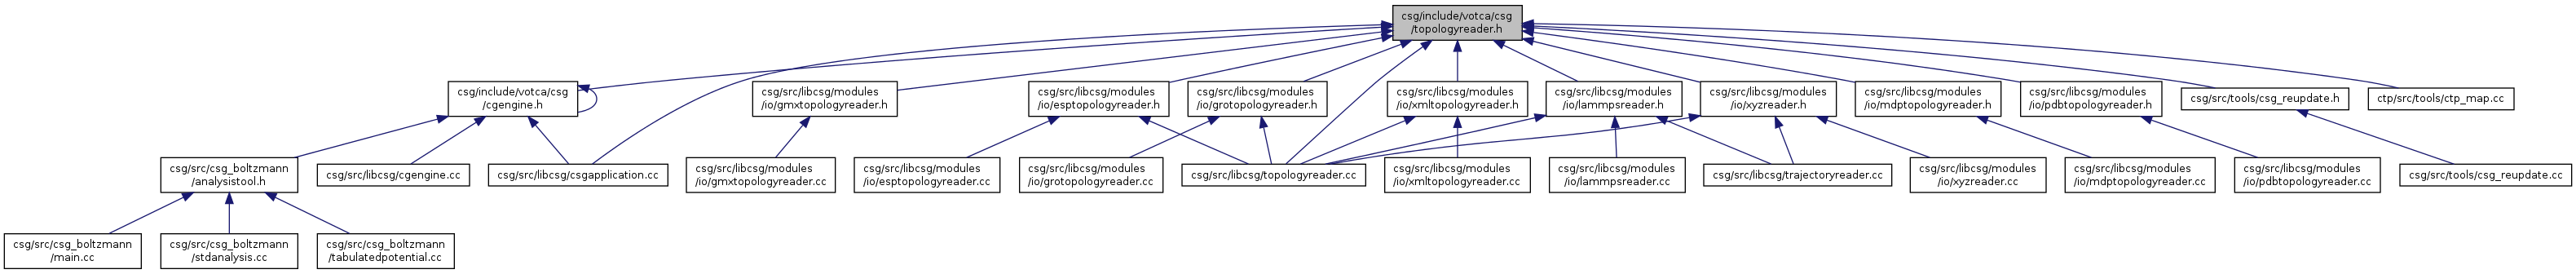 csg/include/votca/csg
/topologyreader.h
csg/include/votca/csg
/cgengine.h
csg/src/libcsg/modules
/io/gmxtopologyreader.h
csg/src/libcsg/modules
/io/esptopologyreader.h
csg/src/libcsg/modules
/io/grotopologyreader.h
csg/src/libcsg/modules
/io/xmltopologyreader.h
csg/src/libcsg/modules
/io/lammpsreader.h
csg/src/libcsg/modules
/io/xyzreader.h
csg/src/libcsg/modules
/io/mdptopologyreader.h
csg/src/libcsg/modules
/io/pdbtopologyreader.h
csg/src/tools/csg_reupdate.h
ctp/src/tools/ctp_map.cc
csg/src/csg_boltzmann
/analysistool.h
csg/src/libcsg/cgengine.cc
csg/src/libcsg/csgapplication.cc
csg/src/libcsg/modules
/io/gmxtopologyreader.cc
csg/src/libcsg/modules
/io/esptopologyreader.cc
csg/src/libcsg/modules
/io/grotopologyreader.cc
csg/src/libcsg/topologyreader.cc
csg/src/libcsg/modules
/io/xmltopologyreader.cc
csg/src/libcsg/modules
/io/lammpsreader.cc
csg/src/libcsg/trajectoryreader.cc
csg/src/libcsg/modules
/io/xyzreader.cc
csg/src/libcsg/modules
/io/mdptopologyreader.cc
csg/src/libcsg/modules
/io/pdbtopologyreader.cc
csg/src/tools/csg_reupdate.cc
csg/src/csg_boltzmann
/main.cc
csg/src/csg_boltzmann
/stdanalysis.cc
csg/src/csg_boltzmann
/tabulatedpotential.cc